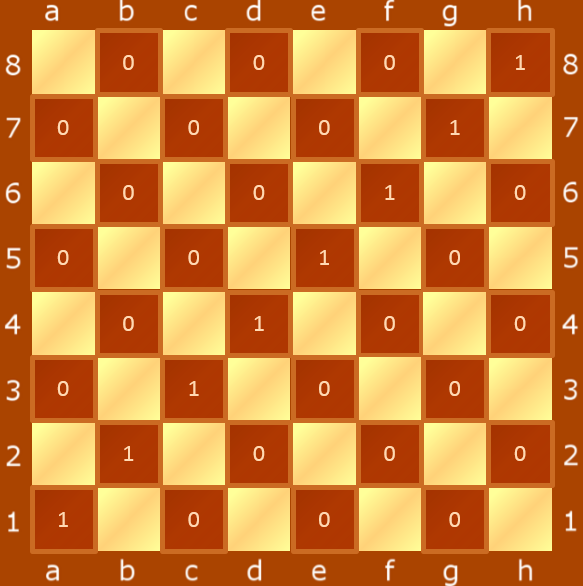 a b c d e f g h
8 0 0 0 1 8
7 0 0 0 1 7
6 0 0 1 0 6
5 0 0 1 0 5
4 0 1 0 0 4
3 0 1 0 0 3
2 1 0 0 0 2
1 1 0 0 0 1
a b c d e f g h